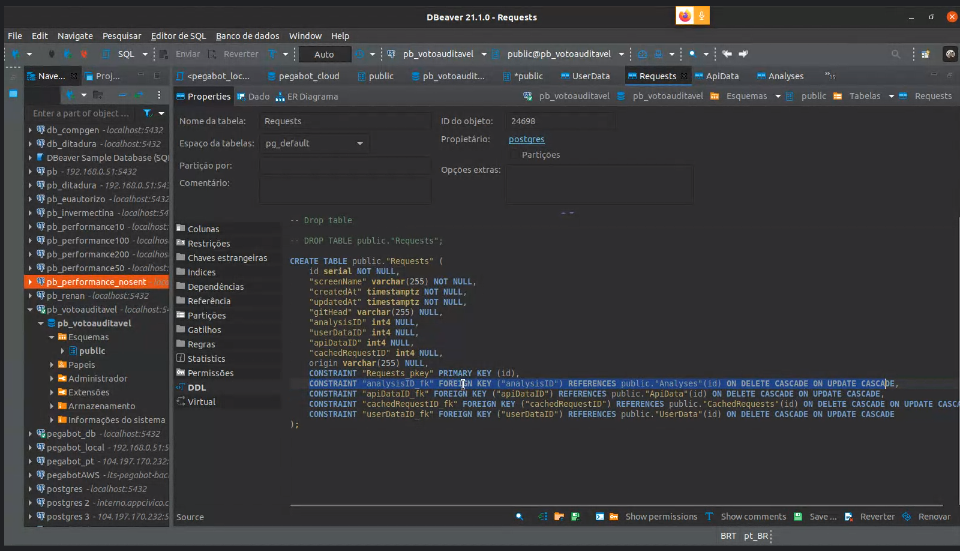 DBeaver 21.1.0 - Requests
File Edit Navigate Pesquisar Editor de SQL Banco de dados Window Help
SQL Enviar Reverter Auto pb_votoauditavel public@pb_votoauditavel
Nave... Proj... <pegabot_loc... pegabot_cloud public pb_votoaudit... *public UserData Requests ApiData Analyses
Properties Dado ER Diagrama pb_votoauditavel pb_votoauditavel Esquemas public Tabelas Requests
Enter a part of object ...
db_compgen - localhost:5432
db_ditadura - localhost:5432
DBeaver Sample Database (SQL
pb - 192.168.0.51:5432
pb_ditadura - 192.168.0.51:5432
pb_euautorizo - localhost:5432
pb_invermectina - localhost:5432
pb_performance10 - localhost:5432
pb_performance100 - localhost:5432
pb_performance200 - localhost:5432
pb_performance50 - localhost:5432
pb_performance_nosent - localhost
pb_renan - localhost:5432
pb_votoauditavel - localhost:5432
pb_votoauditavel
Esquemas
public
Papeis
Administrador
Extensões
Armazenamento
Informações do sistema
pegabot_db - localhost:5432
pegabot_local - 192.168.0.51:5432
pegabot_pt - 104.197.170.232:5
pegabotAWS - its-pegabot-back
postgres - localhost:5432
postgres 2 - interno.appcivico.c
postgres 3 - 104.197.170.232:5
Nome da tabela: Requests
Espaço da tabelas: pg_default
Partição por:
Comentário:
ID do objeto: 24698
Propietário: postgres
Partições
Opções extras:
Colunas
Restrições
Chaves estrangeiras
Indices
Dependências
Referência
Partições
Gatilhos
Regras
Statistics
Permissões
DDL
Virtual
-- Drop table
-- DROP TABLE public."Requests";
CREATE TABLE public."Requests" (
id serial NOT NULL,
"screenName" varchar(255) NOT NULL,
"createdAt" timestamptz NOT NULL,
"updatedAt" timestamptz NOT NULL,
"gitHead" varchar(255) NULL,
"analysisID" int4 NULL,
"userDataID" int4 NULL,
"apiDataID" int4 NULL,
"cachedRequestID" int4 NULL,
origin varchar(255) NULL,
CONSTRAINT "Requests_pkey" PRIMARY KEY (id),
CONSTRAINT "analysisID_fk" FOREIGN KEY ("analysisID") REFERENCES public."Analyses"(id) ON DELETE CASCADE ON UPDATE CASCADE,
CONSTRAINT "apiDataID_fk" FOREIGN KEY ("apiDataID") REFERENCES public."ApiData"(id) ON DELETE CASCADE ON UPDATE CASCADE,
CONSTRAINT "cachedRequestID_fk" FOREIGN KEY ("cachedRequestID") REFERENCES public."CachedRequests"(id) ON DELETE CASCADE ON UPDATE CASCA
CONSTRAINT "userDataID_fk" FOREIGN KEY ("userDataID") REFERENCES public."UserData"(id) ON DELETE CASCADE ON UPDATE CASCADE
);
Source Show permissions Show comments Save ... Reverter Renovar
BRT pt_BR